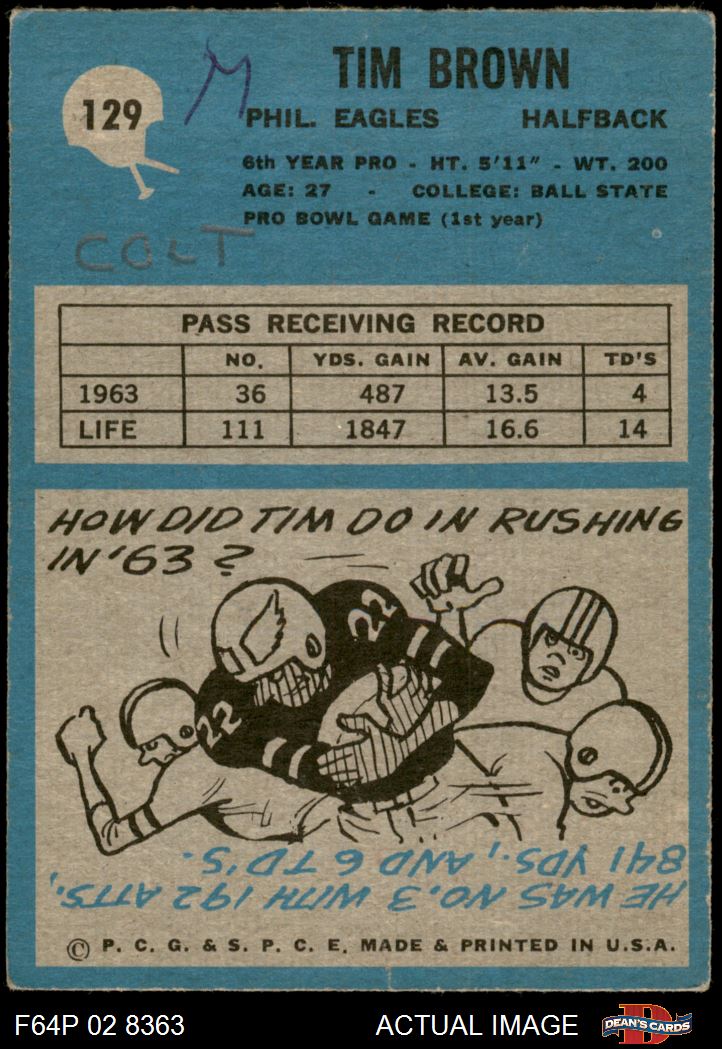 129
M
TIM BROWN
PHIL. EAGLES HALFBACK
6th YEAR PRO - HT. 5'11" - WT. 200
AGE: 27 - COLLEGE: BALL STATE
PRO BOWL GAME (1st year)
COLT
PASS RECEIVING RECORD
NO. YDS. GAIN AV. GAIN TD'S
1963 36 487 13.5 4
LIFE 111 1847 16.6 14
HOW DID TIM DO IN RUSHING
IN '63?
22
22
HE WAS NO. 3 WITH 192 ATTS.,
841 YDS., AND 6 TD'S.
© P. C. G. & S. P. C. E. MADE & PRINTED IN U.S.A.
F64P 02 8363 ACTUAL IMAGE DEAN'S CARDS